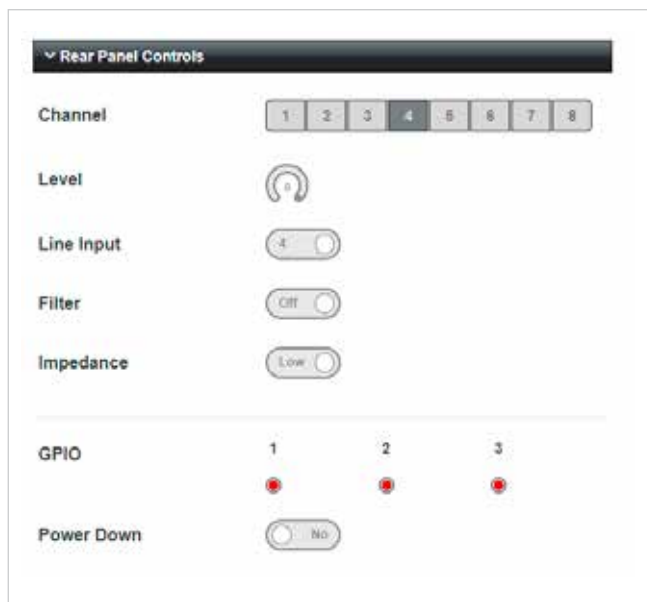 Rear Panel Controls
Channel 1 2 3 4 5 6 7 8
Level 0
Line Input 4
Filter Off
Impedance Low
GPIO 1 2 3
Power Down No